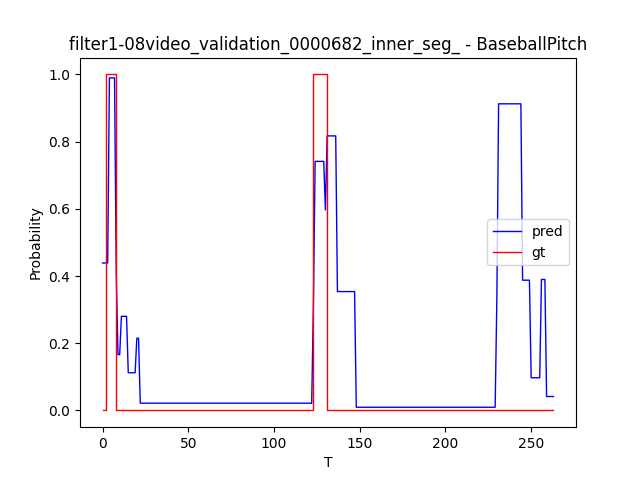 filter1-08video_validation_0000682_inner_seg_ - BaseballPitch
1.0
0.8
0.6
0.4
0.2
0.0
Probability
pred
gt
0
50
100
150
200
250
T